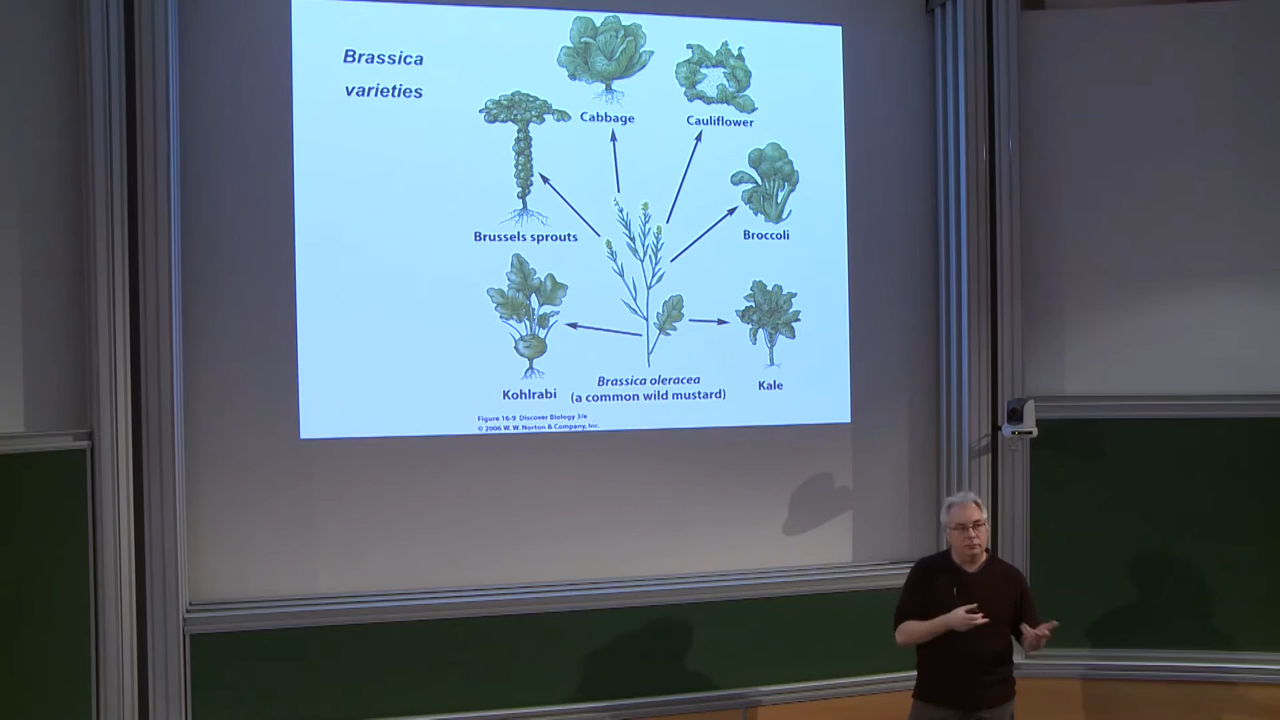 Brassica
varieties
Cabbage
Cauliflower
Brussels sprouts
Broccoli
Kohlrabi
Brassica oleracea
(a common wild mustard)
Kale
Figure 16-9 Discover Biology 3/e
© 2006 W. W. Norton & Company, Inc.